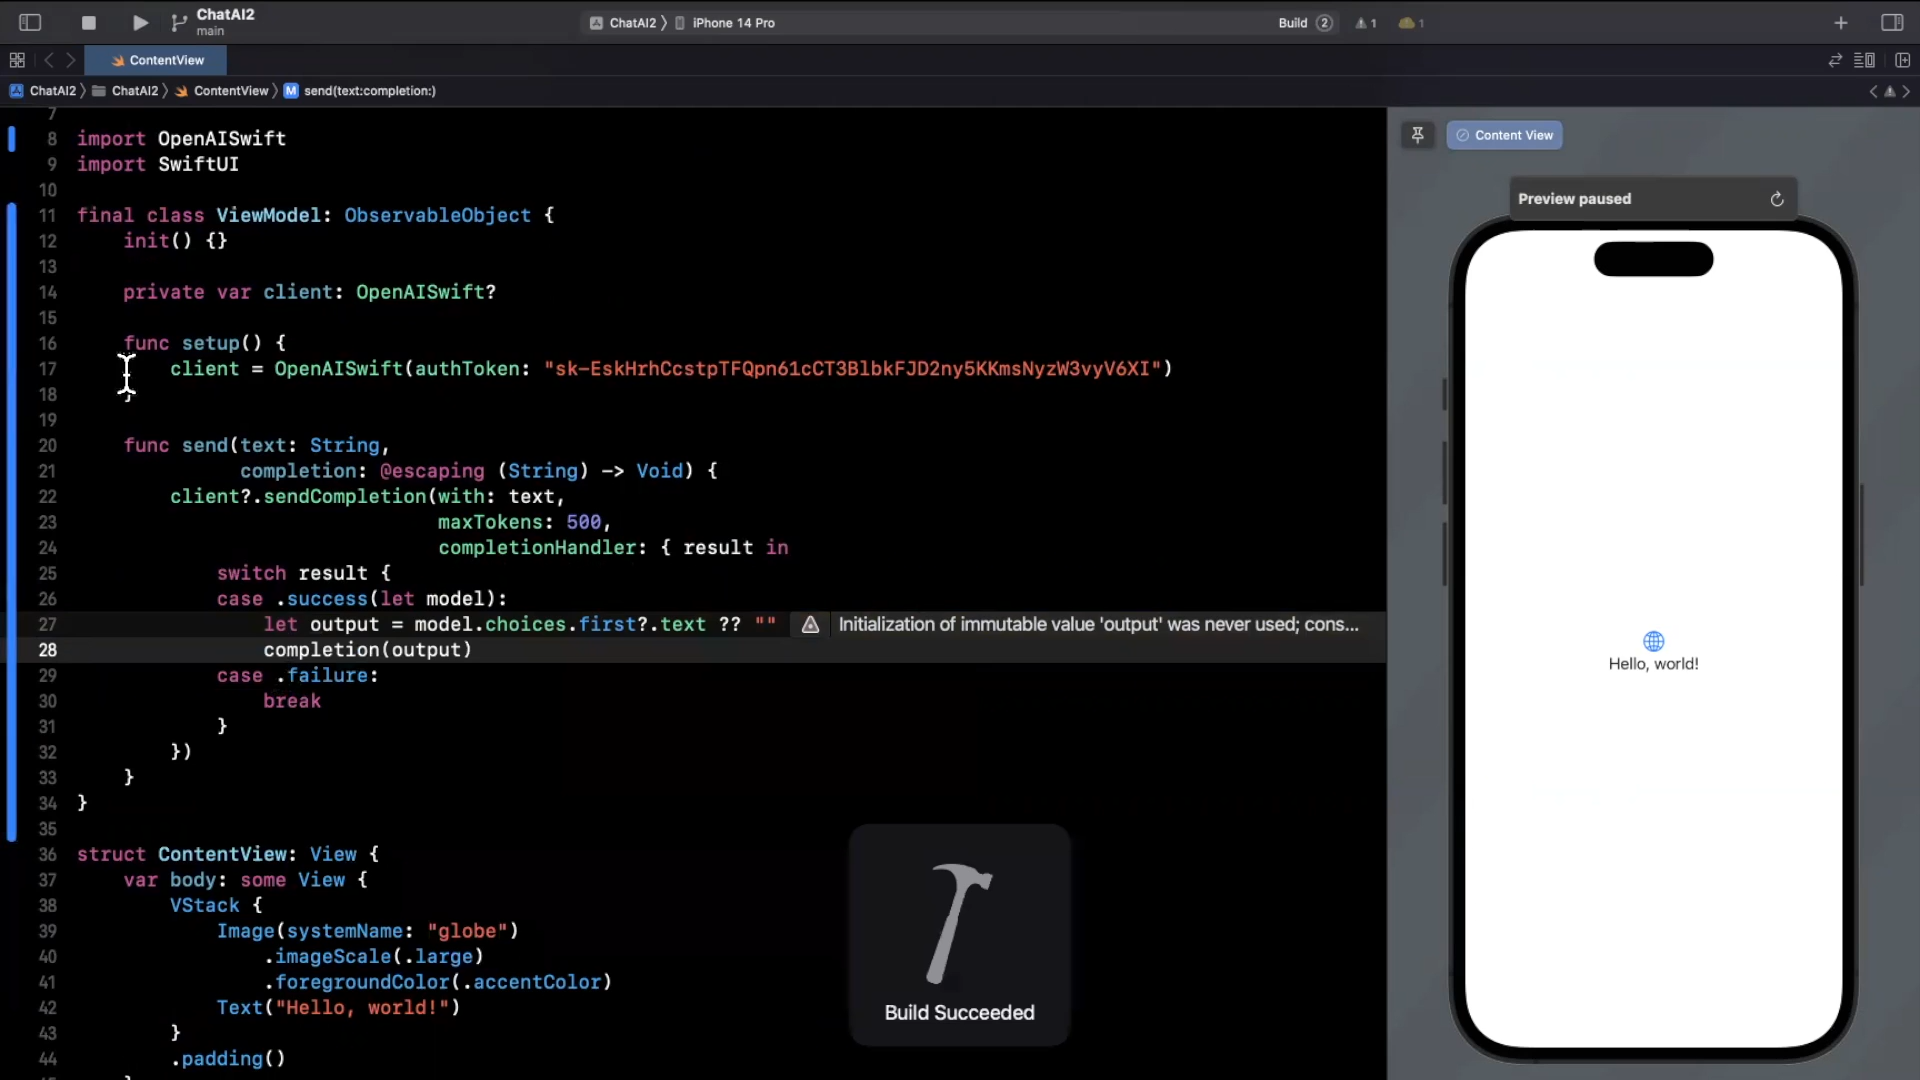 ChatAI2
main
ChatAI2 〉 iPhone 14 Pro
Build 2
1
1
ContentView
ChatAI2 〉 ChatAI2 〉 ContentView 〉 M send(text:completion:)
7
8 import OpenAISwift
9 import SwiftUI
10
11 final class ViewModel: ObservableObject {
12 init() {}
13
14 private var client: OpenAISwift?
15
16 func setup() {
17 client = OpenAISwift(authToken: "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")
18 }
19
20 func send(text: String,
21 completion: @escaping (String) -> Void) {
22 client?.sendCompletion(with: text,
23 maxTokens: 500,
24 completionHandler: { result in
25 switch result {
26 case .success(let model):
27 let output = model.choices.first?.text ?? "" Initialization of immutable value 'output' was never used; cons...
28 completion(output)
29 case .failure:
30 break
31 }
32 })
33 }
34 }
35
36 struct ContentView: View {
37 var body: some View {
38 VStack {
39 Image(systemName: "globe")
40 .imageScale(.large)
41 .foregroundColor(.accentColor)
42 Text("Hello, world!")
43 }
44 .padding()
Build Succeeded
Content View
Preview paused
Hello, world!